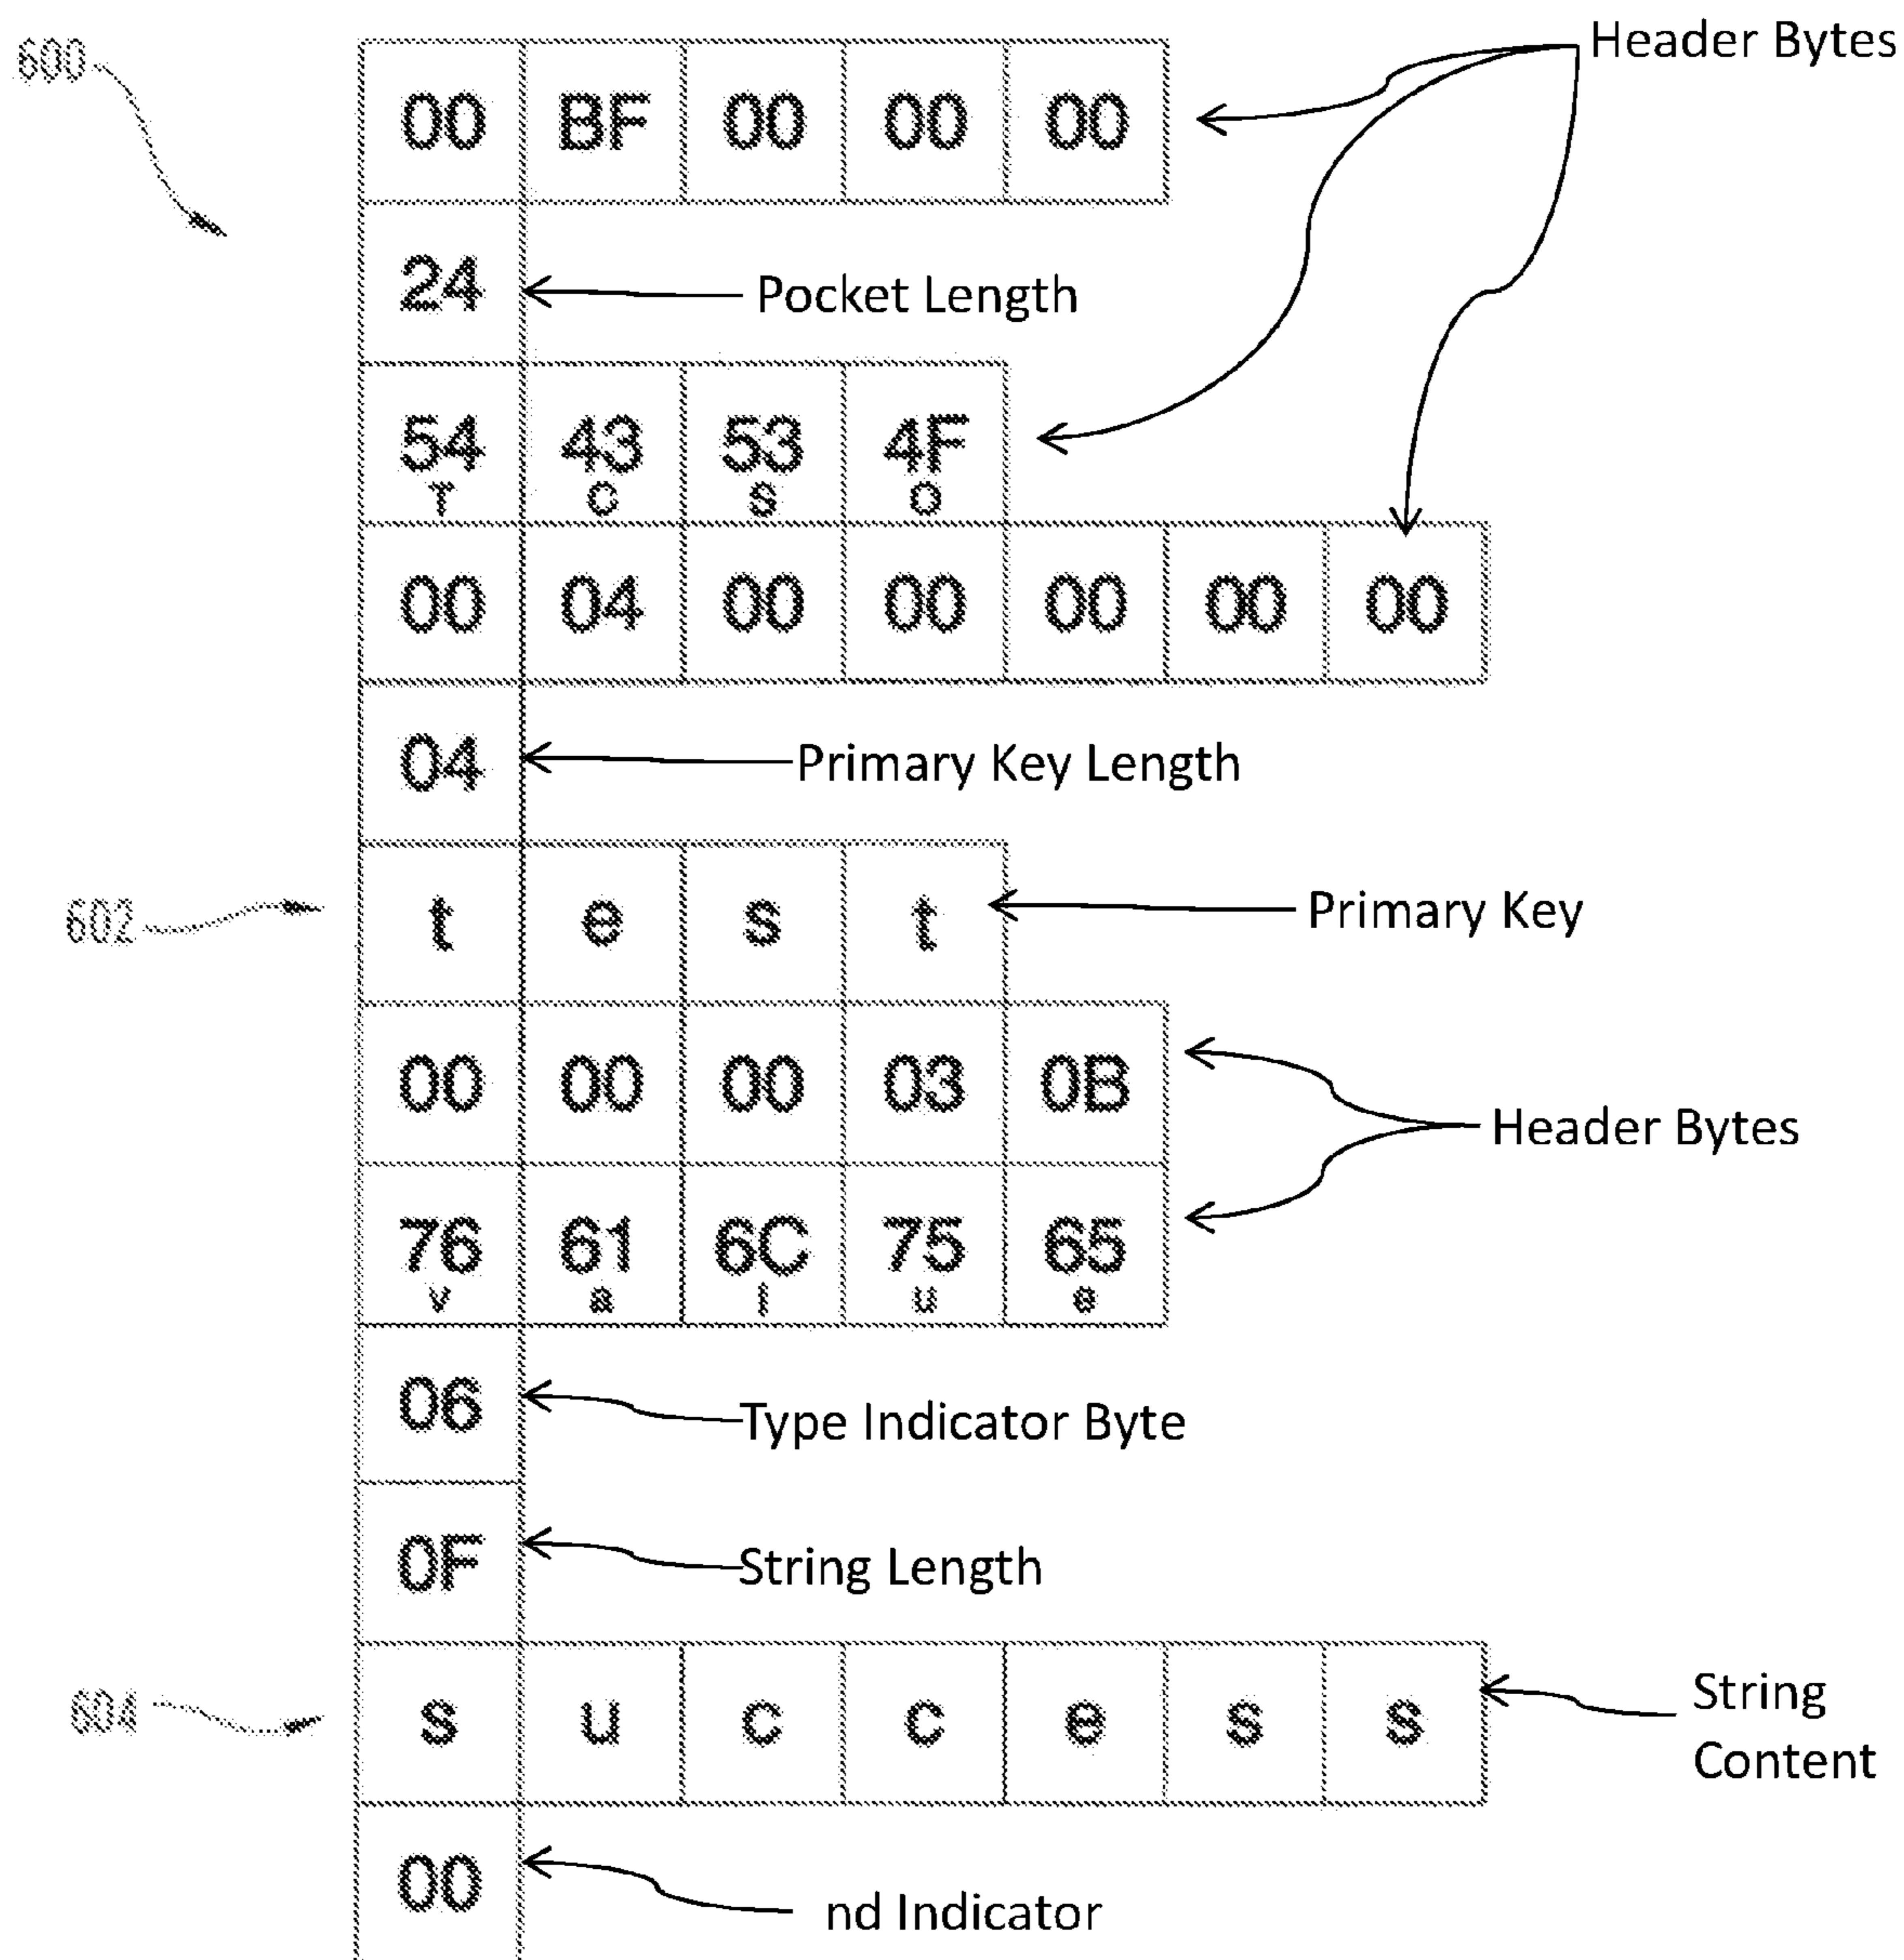 600
00 BF 00 00 00
Header Bytes
24
Pocket Length
54 43 53 4F
T C S O
00 04 00 00 00 00 00
04
Primary Key Length
602
t e s t
Primary Key
00 00 00 03 0B
Header Bytes
76 61 6C 75 65
v a l u e
06
Type Indicator Byte
0F
String Length
604
s u c c e s s
String
Content
00
nd Indicator